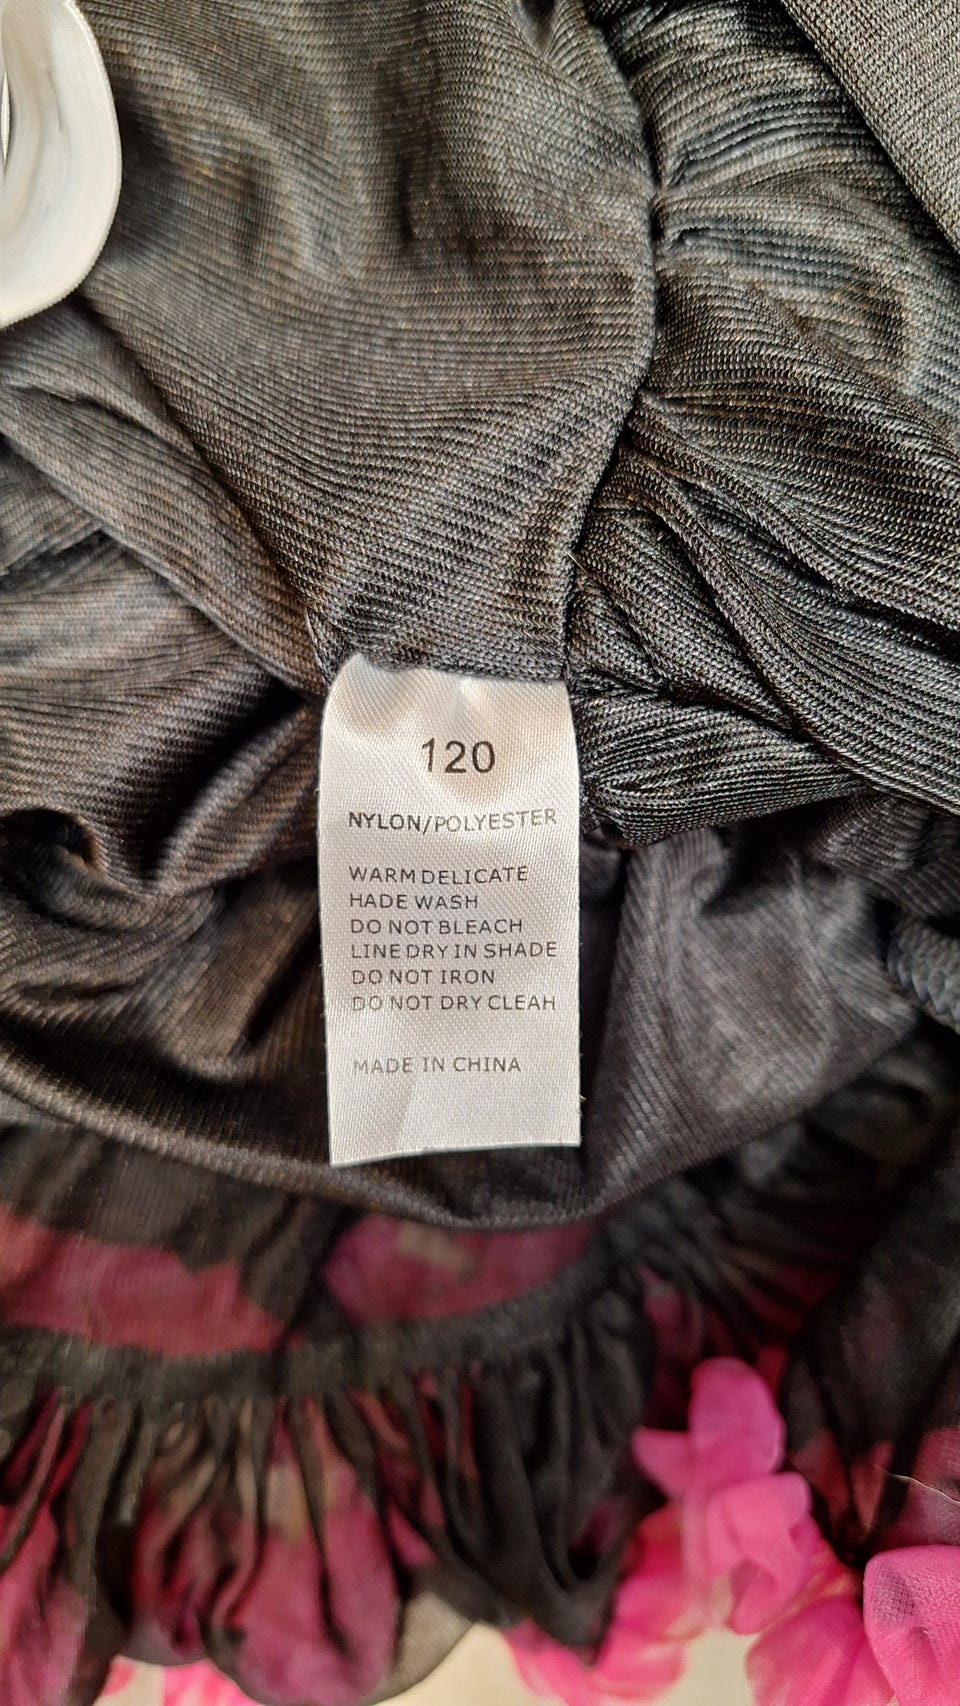 120
NYLON/POLYESTER
WARM DELICATE
HADE WASH
DO NOT BLEACH
LINE DRY IN SHADE
DO NOT IRON
DO NOT DRY CLEAH
MADE IN CHINA